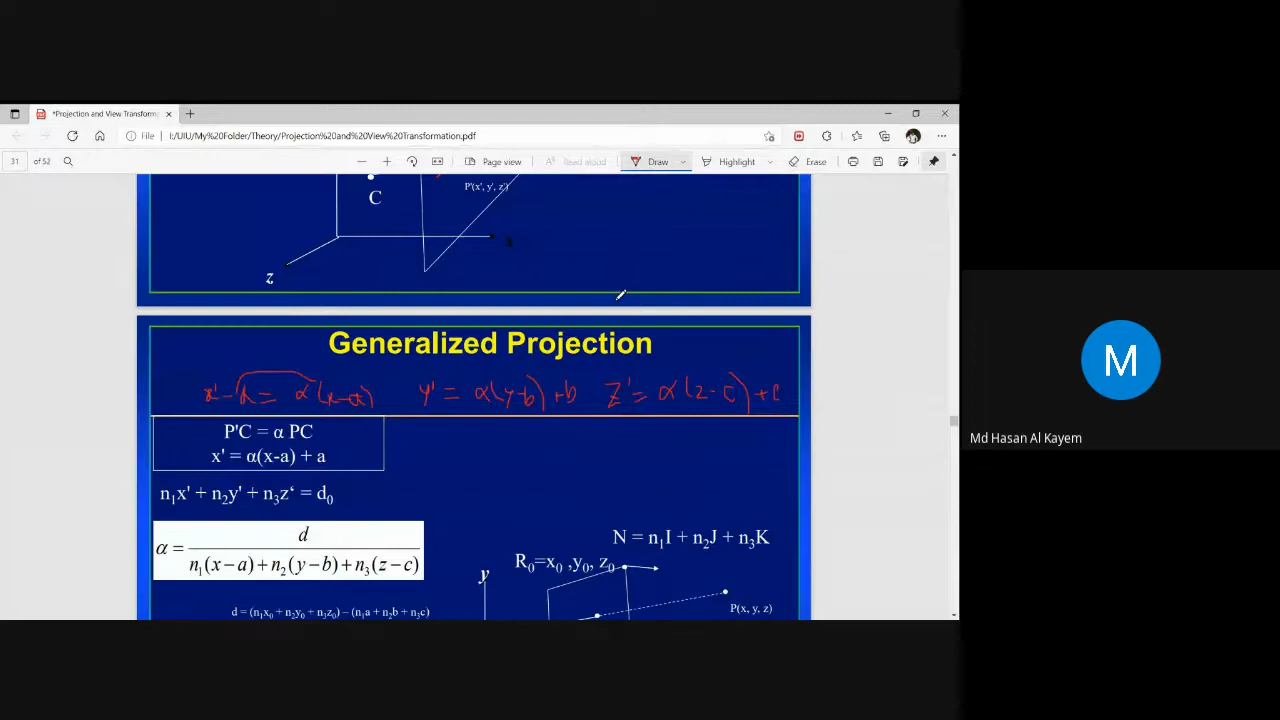 *Projection and View Transform
File
I:/UIU/My%20Folder/Theory/Projection%20and%20View%20Transformation.pdf
31 of 52
Page view
Read aloud
Draw
Highlight
Erase
P'(x', y', z')
C
x
z
Generalized Projection
x' - a = α(x-a) y' = α(y-b) + b z' = α(z-c) + c
P'C = α PC
x' = α(x-a) + a
n₁x' + n₂y' + n₃z‘ = d₀
α = d / n₁(x−a)+n₂(y−b)+n₃(z−c)
N = n₁I + n₂J + n₃K
R₀=x₀ ,y₀, z₀
y
P(x, y, z)
d = (n₁x₀ + n₂y₀ + n₃z₀) – (n₁a + n₂b + n₃c)
M
Md Hasan Al Kayem